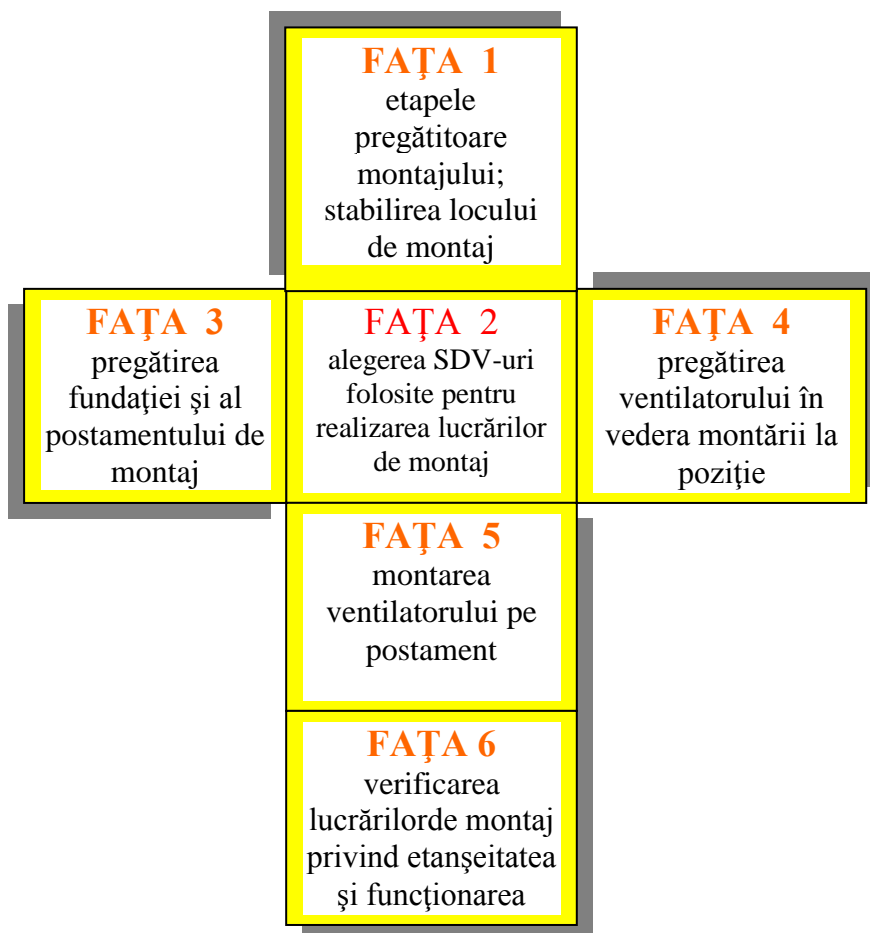 FAŢA 1
etapele
pregătitoare
montajului;
stabilirea locului
de montaj
FAŢA 3
pregătirea
fundaţiei şi al
postamentului de
montaj
FAŢA 2
alegerea SDV-uri
folosite pentru
realizarea lucrărilor
de montaj
FAŢA 4
pregătirea
ventilatorului în
vedera montării la
poziţie
FAŢA 5
montarea
ventilatorului pe
postament
FAŢA 6
verificarea
lucrărilorde montaj
privind etanşeitatea
şi funcţionarea